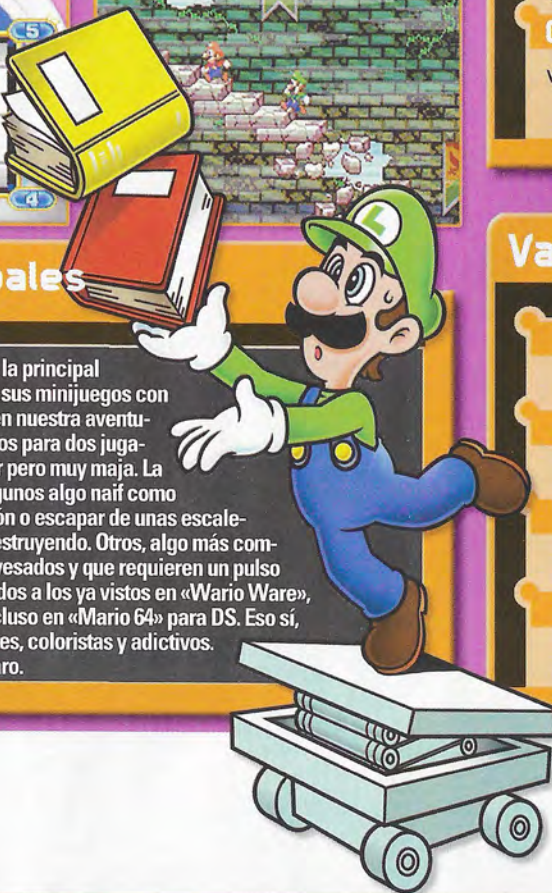 5
4
pales
la principal
sus minijuegos con
en nuestra aventu-
os para dos juga-
r pero muy maja. La
gunos algo naif como
ón o escapar de unas escale-
estruyendo. Otros, algo más com-
vesados y que requieren un pulso
dos a los ya vistos en «Wario Ware»,
cluso en «Mario 64» para DS. Eso sí,
es, coloristas y adictivos.
aro.
L
Va